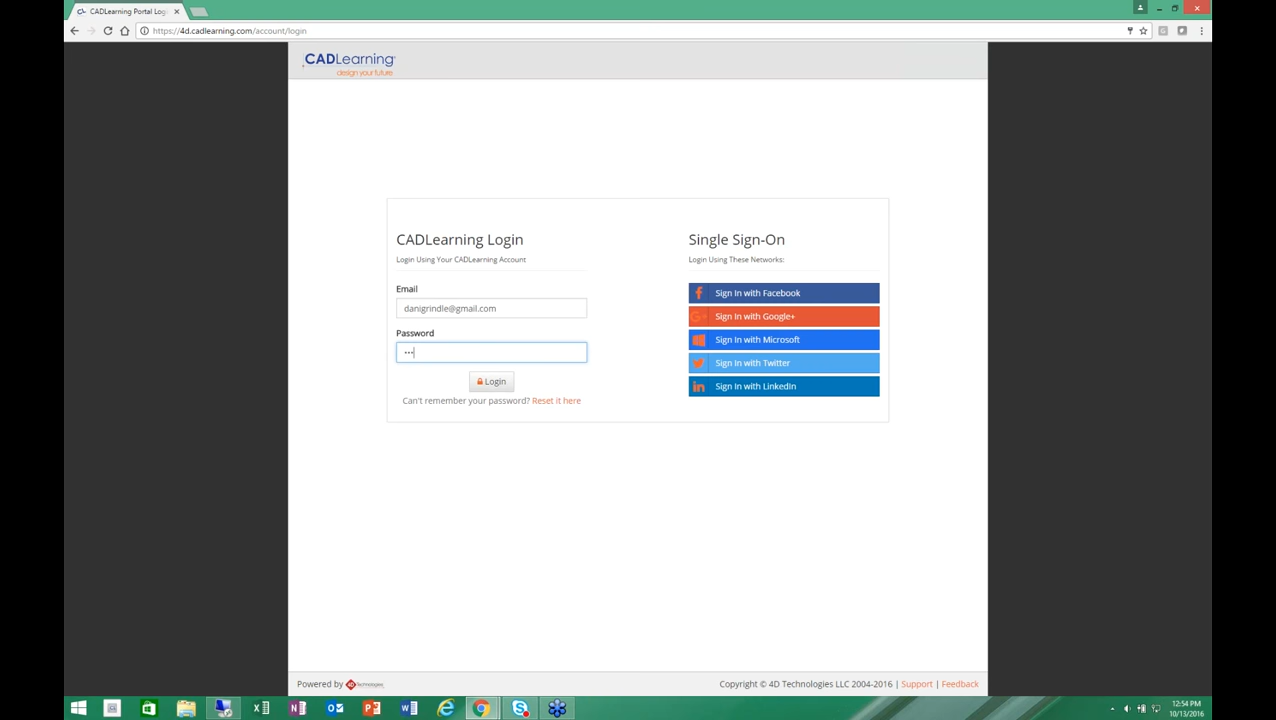 CADLearning Portal Log
https://4d.cadlearning.com/account/login
CADLearning
design your future
CADLearning Login
Login Using Your CADLearning Account
Email
danigrindle@gmail.com
Password
•••
Login
Can't remember your password? Reset it here
Single Sign-On
Login Using These Networks:
Sign In with Facebook
Sign In with Google+
Sign In with Microsoft
Sign In with Twitter
Sign In with LinkedIn
Powered by 4D Technologies
Copyright © 4D Technologies LLC 2004-2016 | Support | Feedback
12:54 PM
10/13/2016